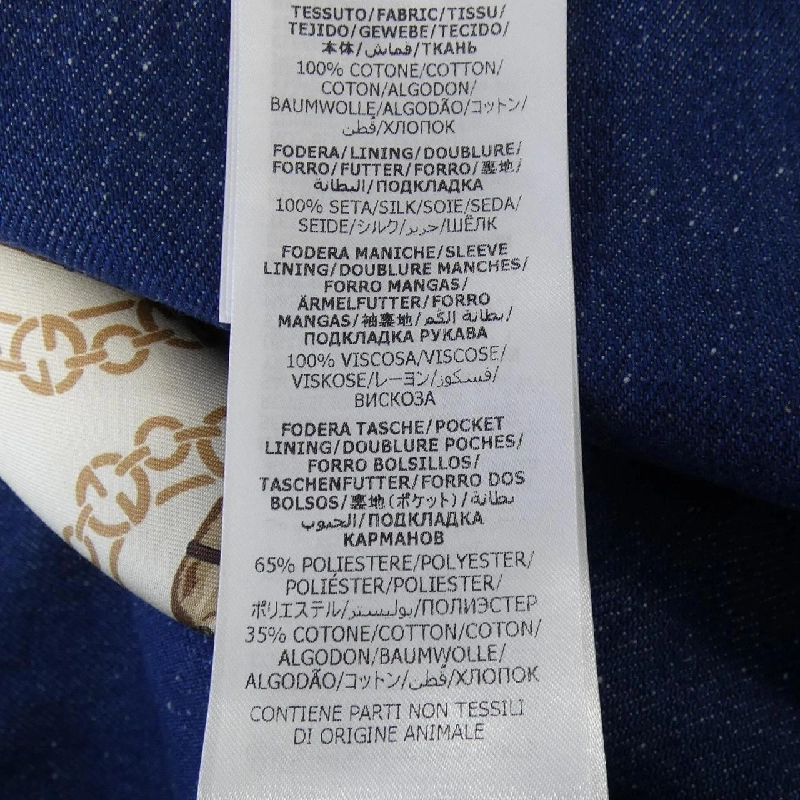 TESSUTO/FABRIC/TISSU/
TEJIDO/GEWEBE/TECIDO/
本体/قماش/ТКАНЬ
100% COTONE/COTTON/
COTON/ALGODON/
BAUMWOLLE/ALGODÃO/コットン/
قطن/ХЛОПОК
FODERA/LINING/DOUBLURE/
FORRO/FUTTER/FORRO/裏地/
البطانة/ПОДКЛАДКА
100% SETA/SILK/SOIE/SEDA/
SEIDE/シルク/حرير/ШЁЛК
FODERA MANICHE/SLEEVE
LINING/DOUBLURE MANCHES/
FORRO MANGAS/
ÄRMELFUTTER/FORRO
MANGAS/袖裏地/بطانة الكم/
ПОДКЛАДКА РУКАВА
100% VISCOSA/VISCOSE/
VISKOSE/レーヨン/فسكوز/
ВИСКОЗА
FODERA TASCHE/POCKET
LINING/DOUBLURE POCHES/
FORRO BOLSILLOS/
TASCHENFUTTER/FORRO DOS
BOLSOS/裏地(ポケット)/بطانة
الجيوب/ПОДКЛАДКА
КАРМАНОВ
65% POLIESTERE/POLYESTER/
POLIÉSTER/POLIESTER/
ポリエステル/بوليستر/ПОЛИЭСТЕР
35% COTONE/COTTON/COTON/
ALGODON/BAUMWOLLE/
ALGODÃO/コットン/قطن/ХЛОПОК
CONTIENE PARTI NON TESSILI
DI ORIGINE ANIMALE